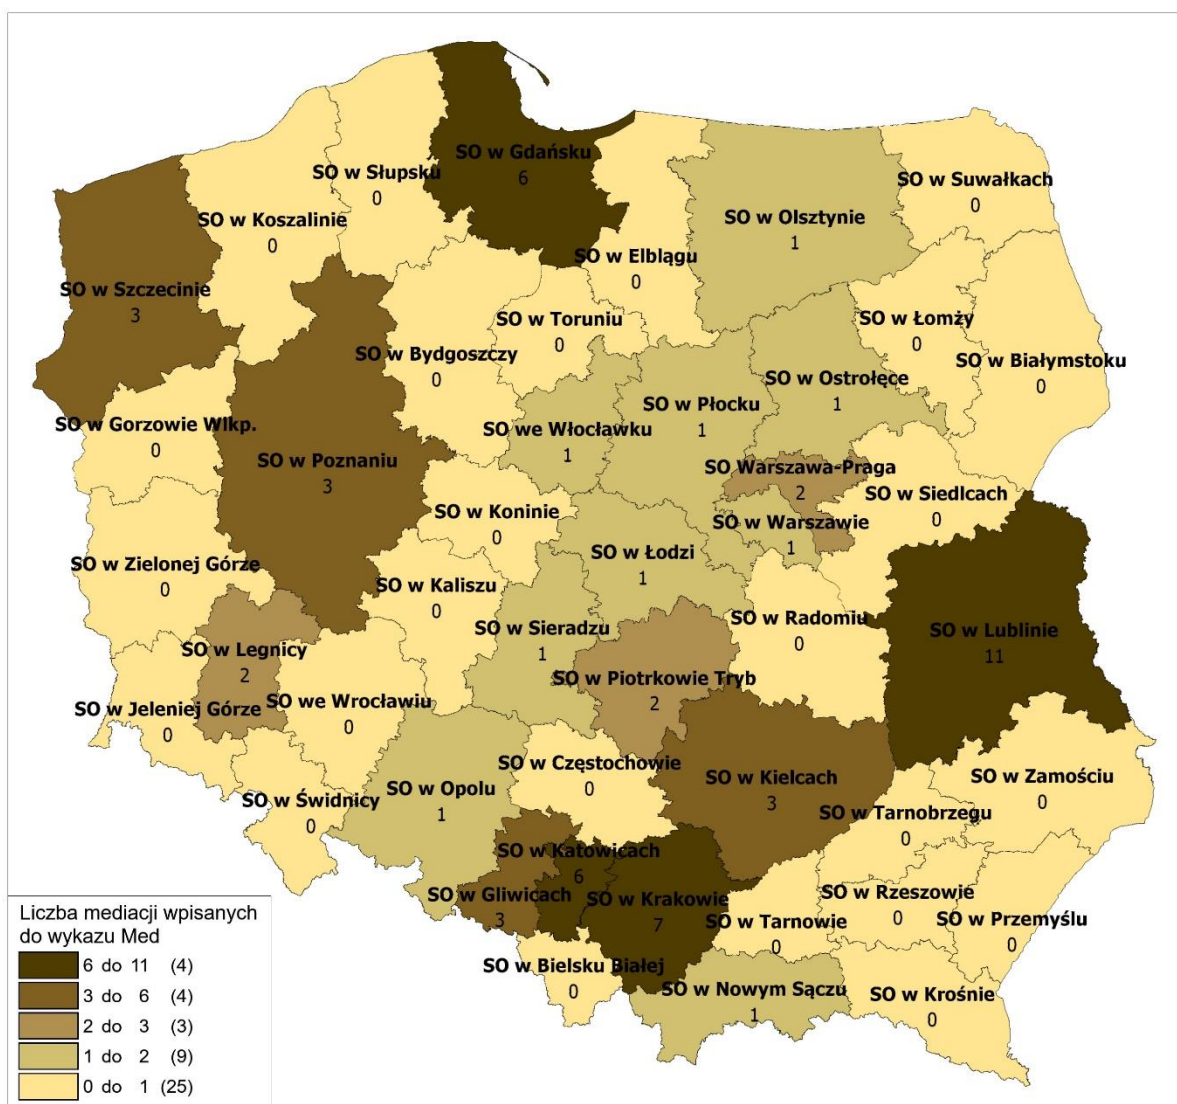 SO w Gdańsku
6
SO w Słupsku
0
SO w Suwałkach
0
SO w Koszalinie
0
SO w Olsztynie
1
SO w Elblągu
0
SO w Szczecinie
3
SO w Toruniu
0
SO w Łomży
0
SO w Bydgoszczy
0
SO w Białymstoku
0
SO w Ostrołęce
1
SO w Płocku
1
SO w Gorzowie Wlkp.
0
SO we Włocławku
1
SO w Poznaniu
3
SO Warszawa-Praga
2
SO w Siedlcach
0
SO w Koninie
0
SO w Warszawie
1
SO w Łodzi
1
SO w Zielonej Górze
0
SO w Kaliszu
0
SO w Radomiu
0
SO w Sieradzu
1
SO w Lublinie
11
SO w Legnicy
2
SO w Piotrkowie Tryb
2
SO we Wrocławiu
0
SO w Jeleniej Górze
0
SO w Częstochowie
0
SO w Kielcach
3
SO w Zamościu
0
SO w Opolu
1
SO w Świdnicy
0
SO w Tarnobrzegu
0
SO w Katowicach
6
SO w Gliwicach
3
SO w Krakowie
7
SO w Rzeszowie
0
SO w Tarnowie
0
SO w Przemyślu
0
SO w Bielsku Białej
0
SO w Nowym Sączu
1
SO w Krośnie
0
Liczba mediacji wpisanych
do wykazu Med
6 do 11 (4)
3 do 6 (4)
2 do 3 (3)
1 do 2 (9)
0 do 1 (25)